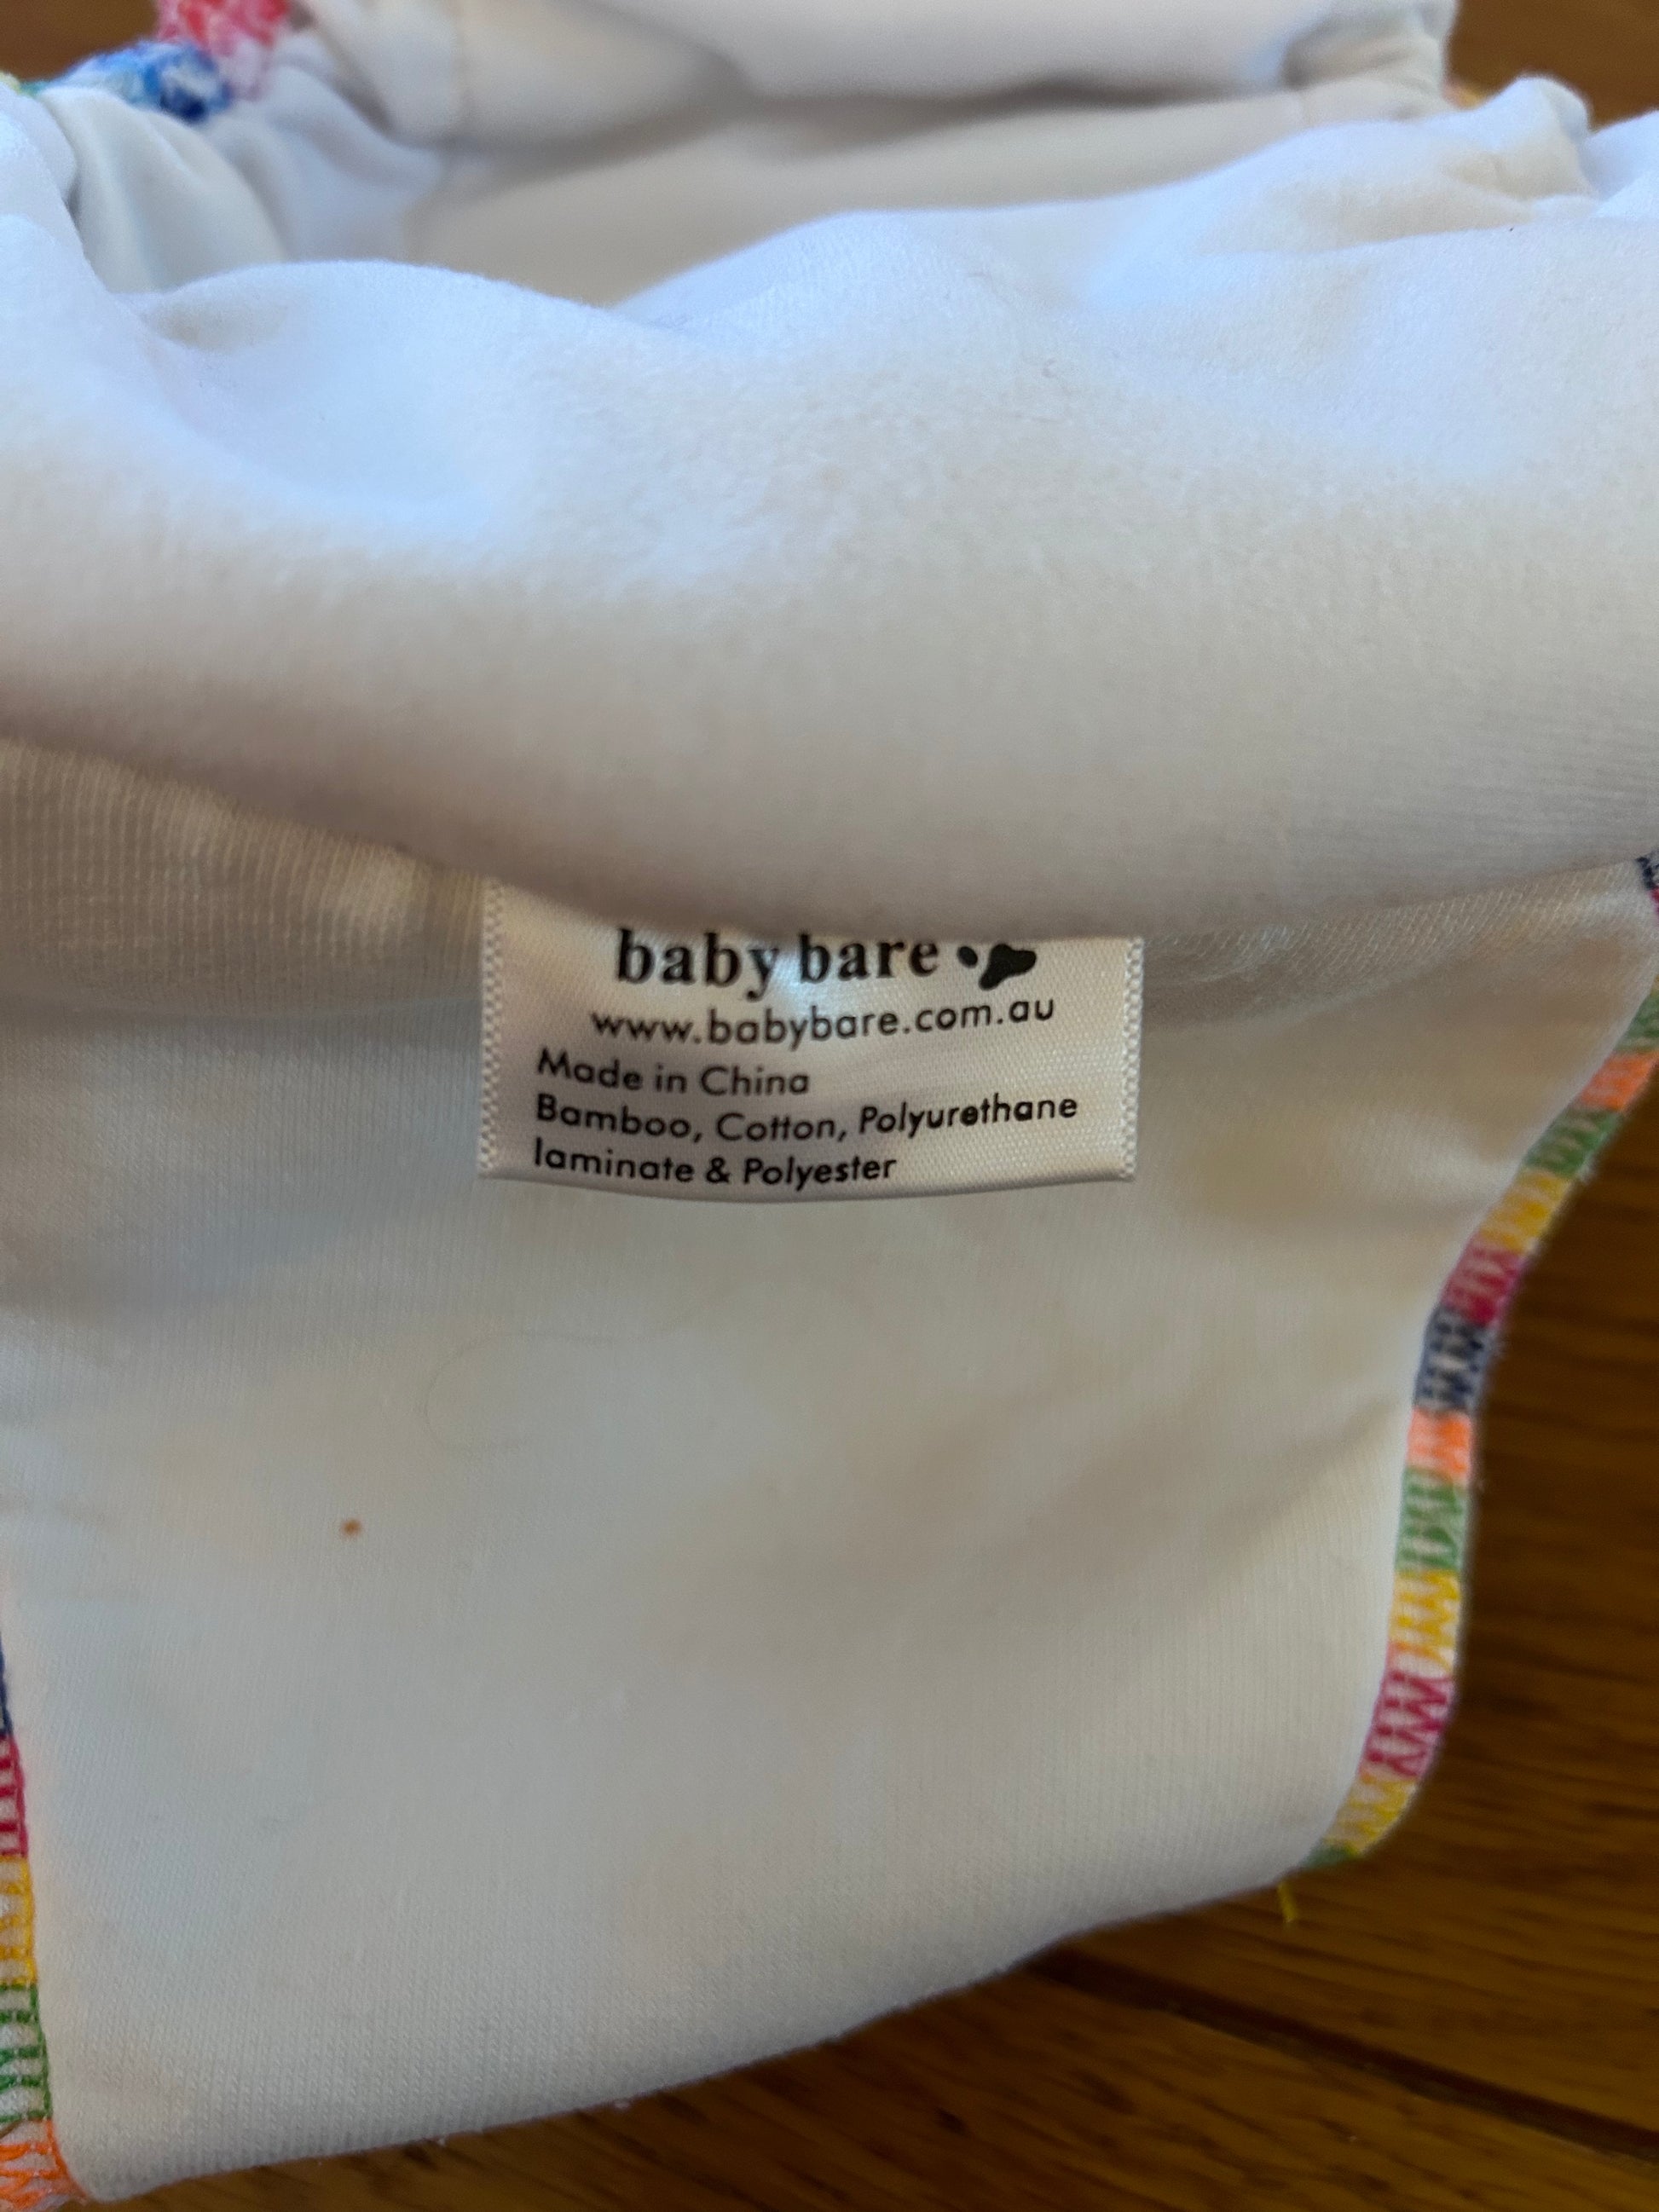 baby bare
www.babybare.com.au
Made in China
Bamboo, Cotton, Polyurethane
laminate & Polyester